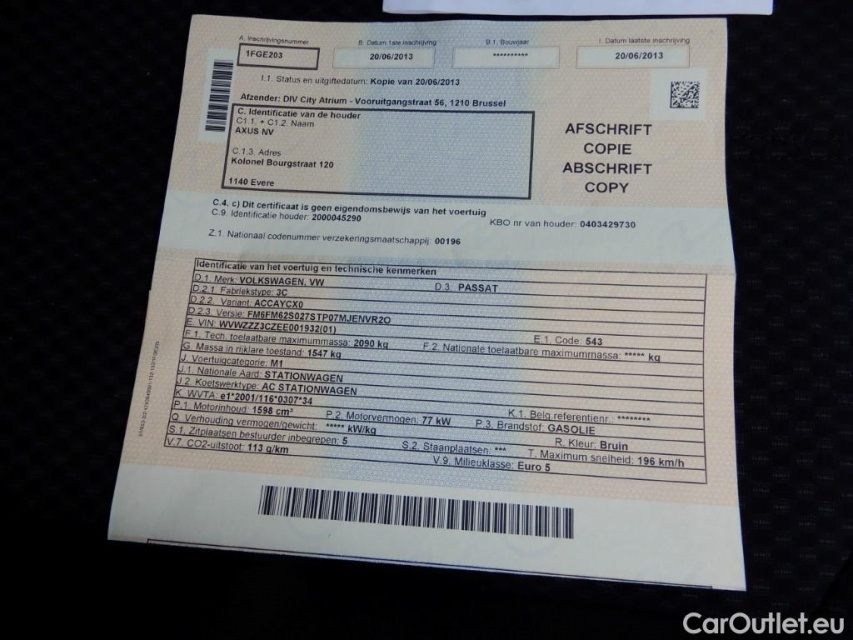 A. Inschrijvingsnummer
1FGE203
B. Datum 1ste inschrijving
20/06/2013
B.1. Bouwjaar
**********
I. Datum laatste inschrijving
20/06/2013
I.1. Status en uitgiftedatum: Kopie van 20/06/2013
Afzender: DIV City Atrium - Vooruitgangstraat 56, 1210 Brussel
C. Identificatie van de houder
C1.1. + C1.2. Naam
AXUS NV
C.1.3. Adres
Kolonel Bourgstraat 120
1140 Evere
AFSCHRIFT
COPIE
ABSCHRIFT
COPY
C.4. c) Dit certificaat is geen eigendomsbewijs van het voertuig
C.9. Identificatie houder: 2000045290 KBO nr van houder: 0403429730
Z.1. Nationaal codenummer verzekeringsmaatschappij: 00196
Identificatie van het voertuig en technische kenmerken
D.1. Merk: VOLKSWAGEN, VW D.3. PASSAT
D.2.1. Fabriekstype: 3C
D.2.2. Variant: ACCAYCX0
D.2.3. Versie: FM6FM62S027STP07MJENVR2O
E. VIN: WVWZZZ3CZEE001932(01) E.1. Code: 543
F.1. Tech. toelaatbare maximummassa: 2090 kg F.2. Nationale toelaatbare maximummassa: ***** kg
G. Massa in rijklare toestand: 1547 kg
J. Voertuigcategorie: M1
J.1. Nationale Aard: STATIONWAGEN
J.2. Koetswerktype: AC STATIONWAGEN
K. WVTA: e1*2001/116*0307*34 K.1. Belg.referentienr.: ********
P.1. Motorinhoud: 1598 cm³ P.2. Motorvermogen: 77 kW P.3. Brandstof: GASOLIE
Q. Verhouding vermogen/gewicht: ***** kW/kg R. Kleur: Bruin
S.1. Zitplaatsen bestuurder inbegrepen: 5 S.2. Staanplaatsen: *** T. Maximum snelheid: 196 km/h
V.7. CO2-uitstoot: 113 g/km V.9. Milieuklasse: Euro 5
CarOutlet.eu